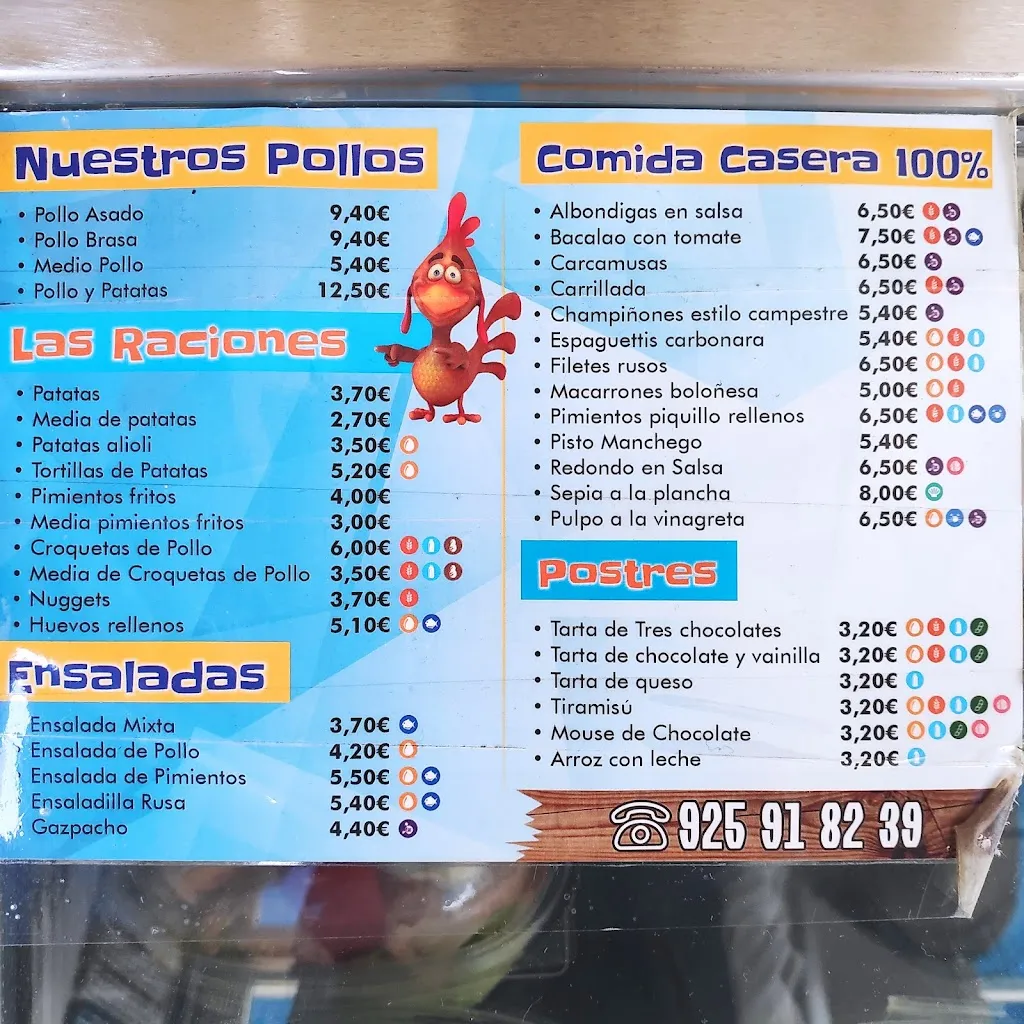 Nuestros Pollos
• Pollo Asado 9,40€
• Pollo Brasa 9,40€
• Medio Pollo 5,40€
• Pollo y Patatas 12,50€
Las Raciones
• Patatas 3,70€
• Media de patatas 2,70€
• Patatas alioli 3,50€
• Tortillas de Patatas 5,20€
• Pimientos fritos 4,00€
• Media pimientos fritos 3,00€
• Croquetas de Pollo 6,00€
• Media de Croquetas de Pollo 3,50€
• Nuggets 3,70€
• Huevos rellenos 5,10€
Ensaladas
Ensalada Mixta 3,70€
Ensalada de Pollo 4,20€
Ensalada de Pimientos 5,50€
Ensaladilla Rusa 5,40€
Gazpacho 4,40€
Comida Casera 100%
• Albondigas en salsa 6,50€
• Bacalao con tomate 7,50€
• Carcamusas 6,50€
• Carrillada 6,50€
• Champiñones estilo campestre 5,40€
• Espaguettis carbonara 5,40€
• Filetes rusos 6,50€
• Macarrones boloñesa 5,00€
• Pimientos piquillo rellenos 6,50€
• Pisto Manchego 5,40€
• Redondo en Salsa 6,50€
• Sepia a la plancha 8,00€
• Pulpo a la vinagreta 6,50€
Postres
• Tarta de Tres chocolates 3,20€
• Tarta de chocolate y vainilla 3,20€
• Tarta de queso 3,20€
• Tiramisú 3,20€
• Mouse de Chocolate 3,20€
• Arroz con leche 3,20€
925 91 82 39